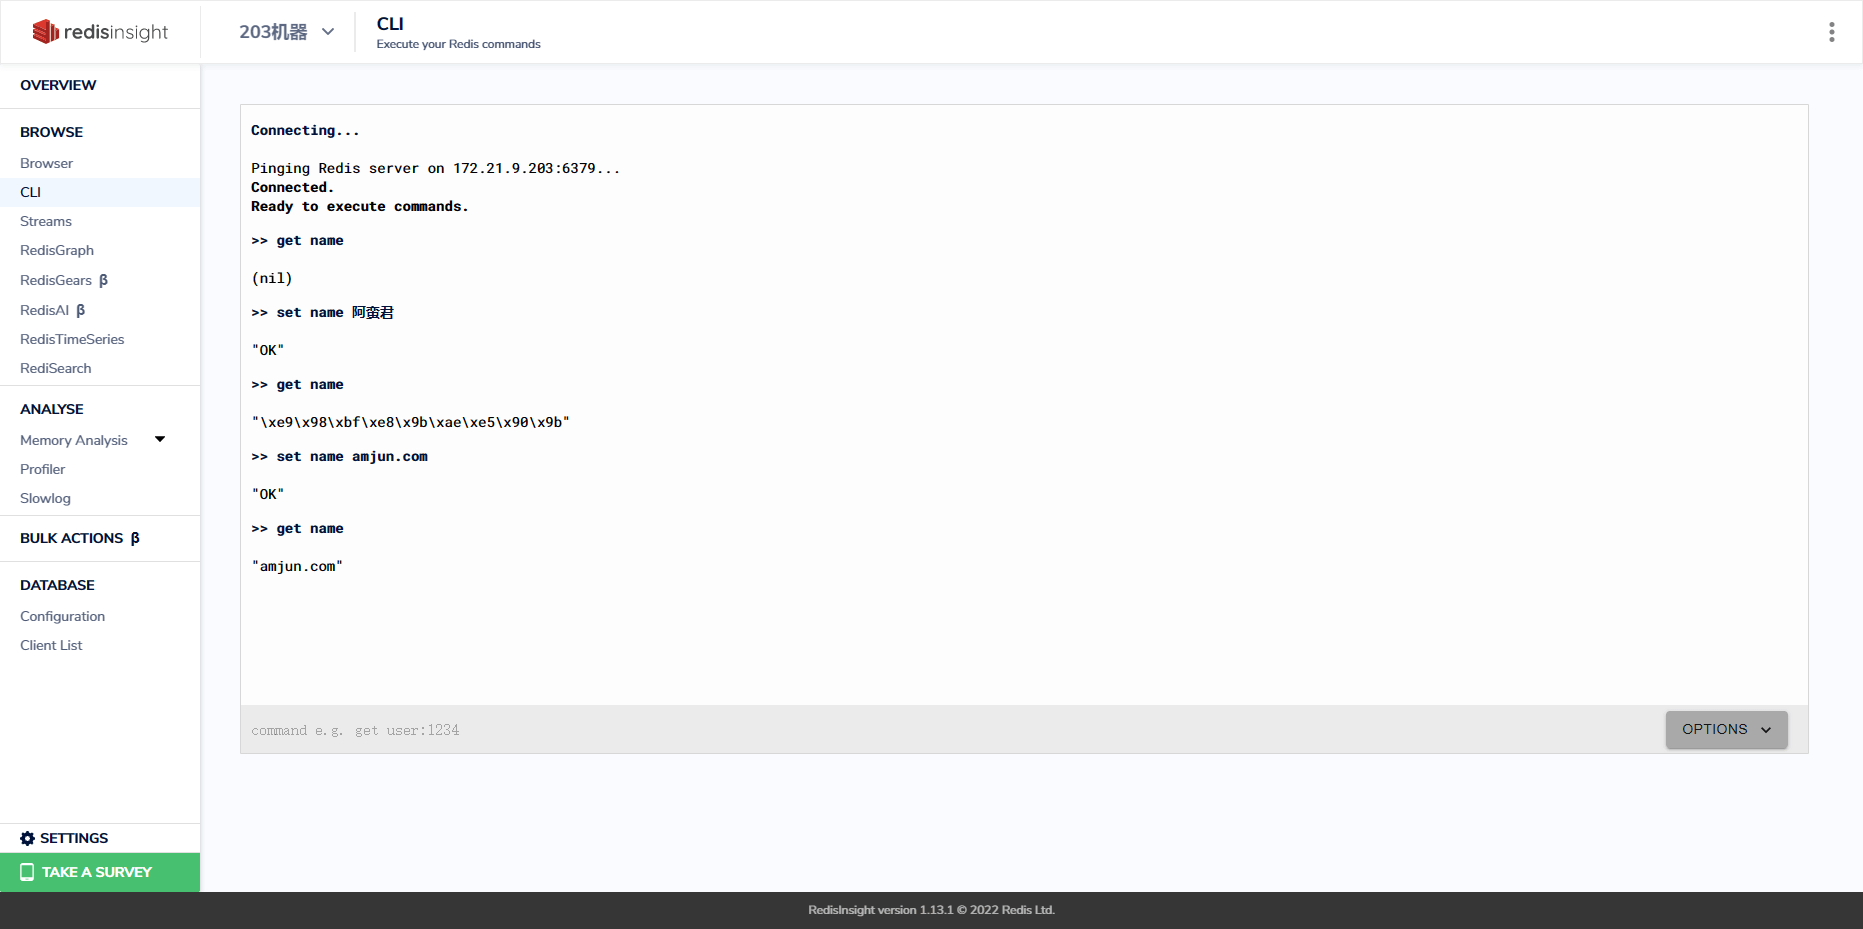 redisinsight
203机器
CLI
Execute your Redis commands
OVERVIEW
BROWSE
Browser
CLI
Streams
RedisGraph
RedisGears β
RedisAI β
RedisTimeSeries
RediSearch
ANALYSE
Memory Analysis
Profiler
Slowlog
BULK ACTIONS β
DATABASE
Configuration
Client List
SETTINGS
TAKE A SURVEY
Connecting...
Pinging Redis server on 172.21.9.203:6379...
Connected.
Ready to execute commands.
>> get name
(nil)
>> set name 阿蛮君
"OK"
>> get name
"\xe9\x98\xbf\xe8\x9b\xae\xe5\x90\x9b"
>> set name amjun.com
"OK"
>> get name
"amjun.com"
command e.g. get user:1234
OPTIONS
RedisInsight version 1.13.1 © 2022 Redis Ltd.